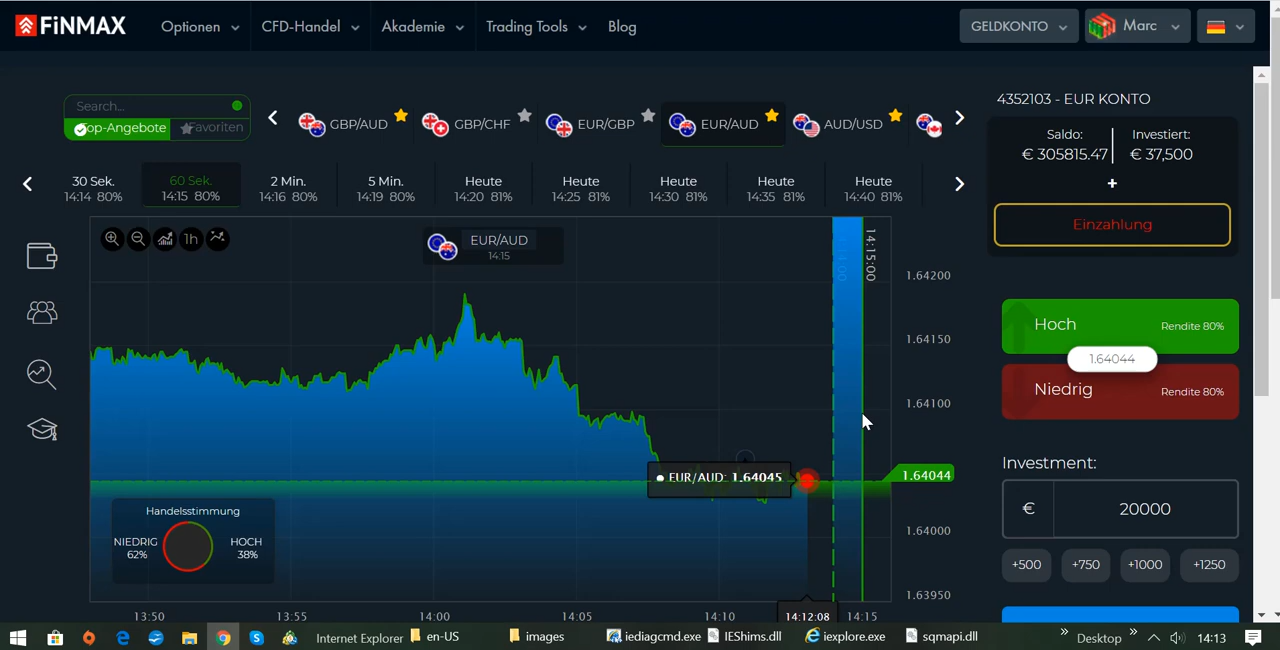 FiNMAX
Optionen
CFD-Handel
Akademie
Trading Tools
Blog
GELDKONTO
Marc
Search...
Top-Angebote
Favoriten
GBP/AUD
GBP/CHF
EUR/GBP
EUR/AUD
AUD/USD
4352103 - EUR KONTO
Saldo:
€ 305815.47
Investiert:
€ 37,500
+
Einzahlung
30 Sek.
14:14 80%
60 Sek.
14:15 80%
2 Min.
14:16 80%
5 Min.
14:19 80%
Heute
14:20 81%
Heute
14:25 81%
Heute
14:30 81%
Heute
14:35 81%
Heute
14:40 81%
1h
EUR/AUD
14:15
14:15:00
1.64200
1.64150
1.64100
1.64044
1.64000
1.63950
EUR/AUD: 1.64045
Handelsstimmung
NIEDRIG
62%
HOCH
38%
13:50
13:55
14:00
14:05
14:10
14:12:08
14:15
Hoch
Rendite 80%
1.64044
Niedrig
Rendite 80%
Investment:
€
20000
+500
+750
+1000
+1250
Internet Explorer
en-US
images
iediagcmd.exe
IEShims.dll
iexplore.exe
sqmapi.dll
Desktop
14:13